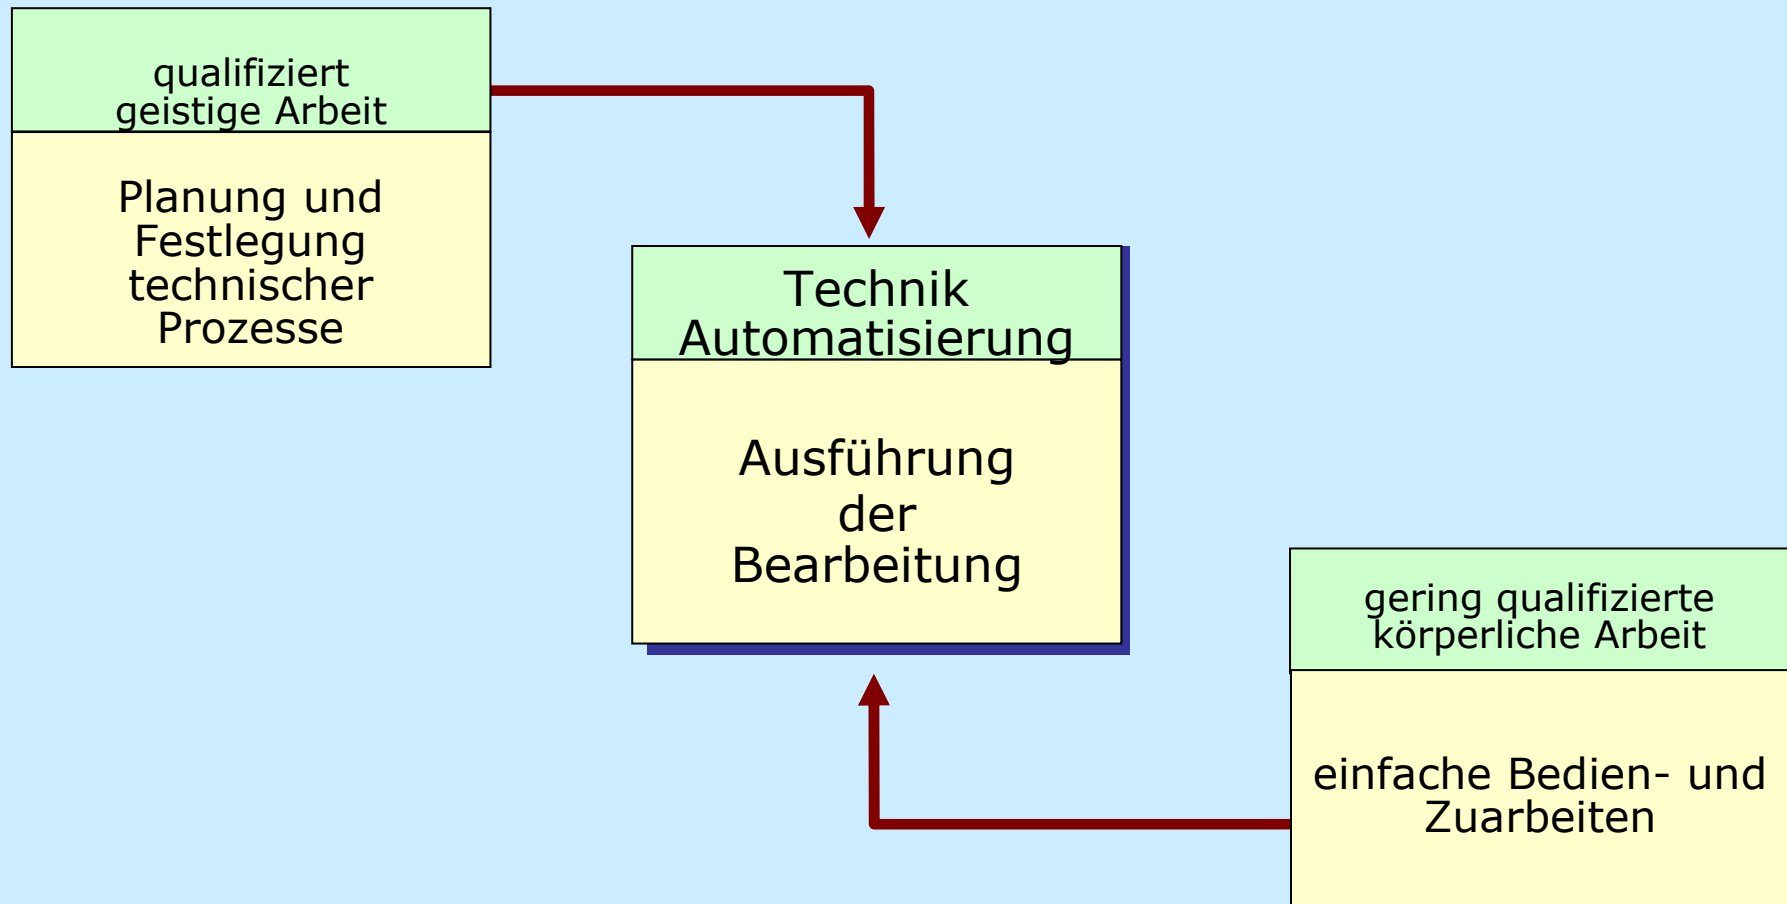 qualifiziert
geistige Arbeit
Planung und
Festlegung
technischer
Prozesse
Technik
Automatisierung
Ausführung
der
Bearbeitung
gering qualifizierte
körperliche Arbeit
einfache Bedien- und
Zuarbeiten